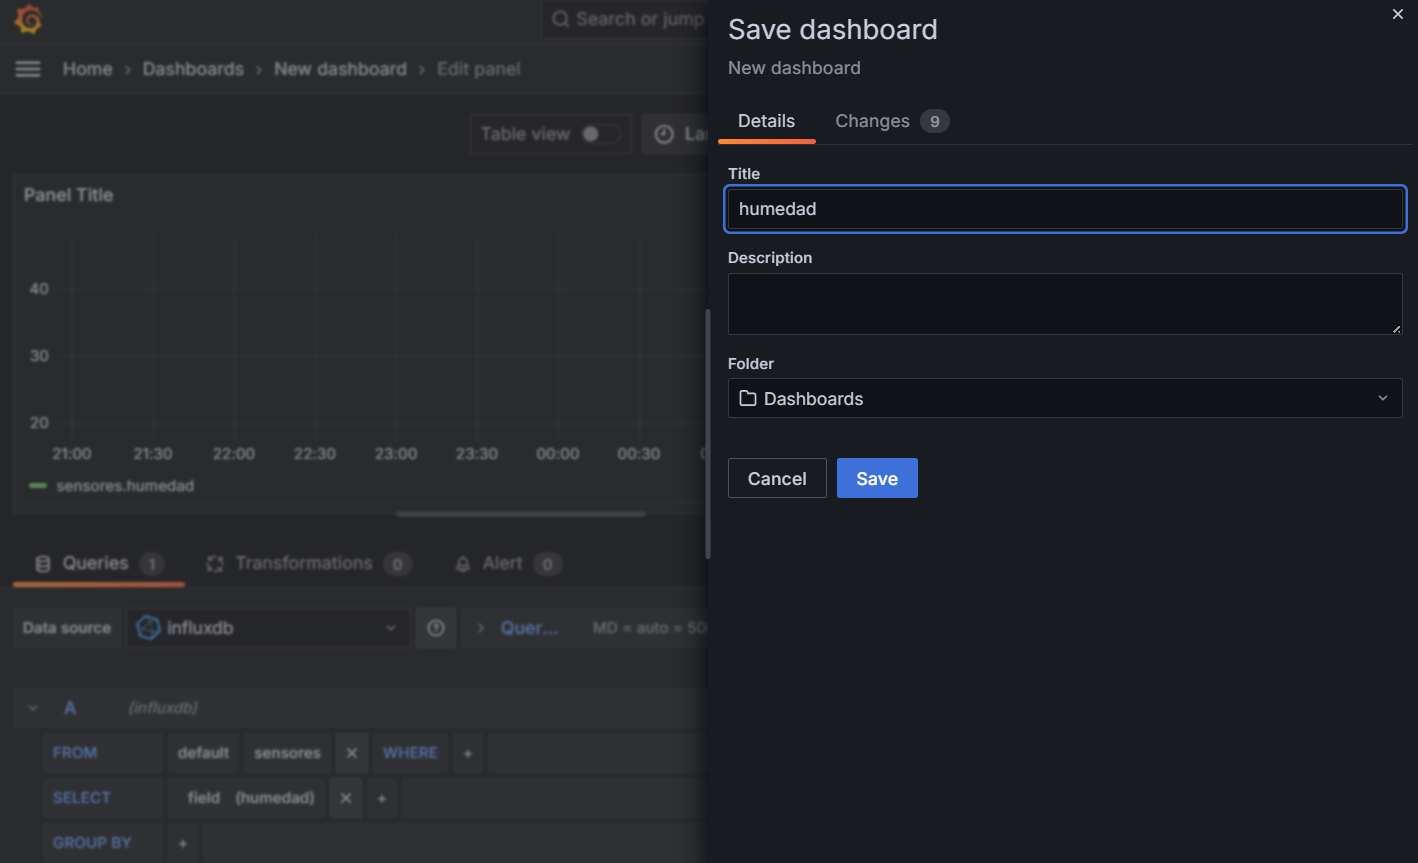 Search or jump
Home › Dashboards › New dashboard › Edit panel
Table view
Panel Title
40
30
20
21:00 21:30 22:00 22:30 23:00 23:30 00:00 00:30
sensores.humedad
Queries 1 Transformations 0 Alert 0
Data source influxdb Quer... MD = auto =
A (influxdb)
FROM default sensores WHERE +
SELECT field (humedad) +
GROUP BY +
Save dashboard
New dashboard
Details Changes 9
Title
humedad
Description
Folder
Dashboards
Cancel Save